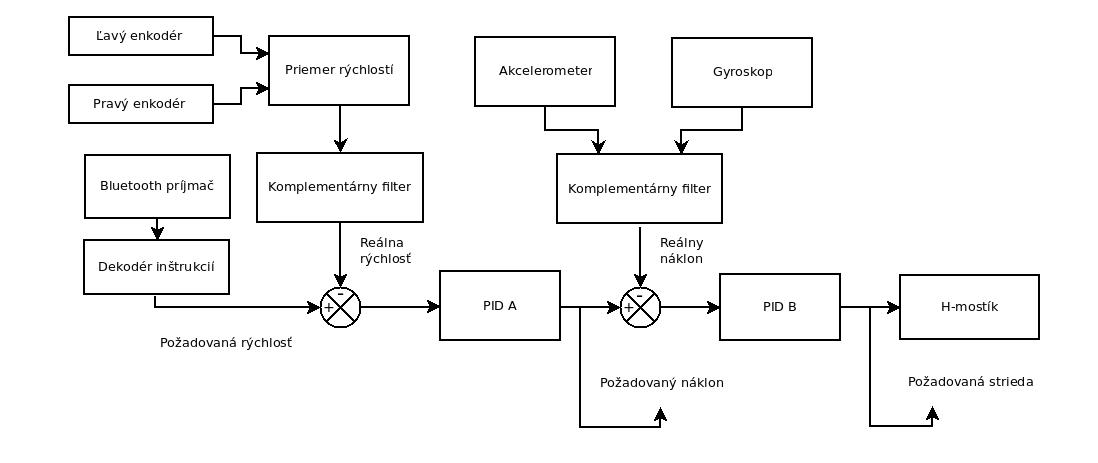 Ľavý enkodér
Pravý enkodér
Priemer rýchlostí
Akcelerometer
Gyroskop
Bluetooth príjmač
Komplementárny filter
Komplementárny filter
Dekodér inštrukcií
Reálna
rýchlosť
Reálny
náklon
-
+
-
+
PID A
PID B
H-mostík
Požadovaná rýchlosť
Požadovaný náklon
Požadovaná strieda